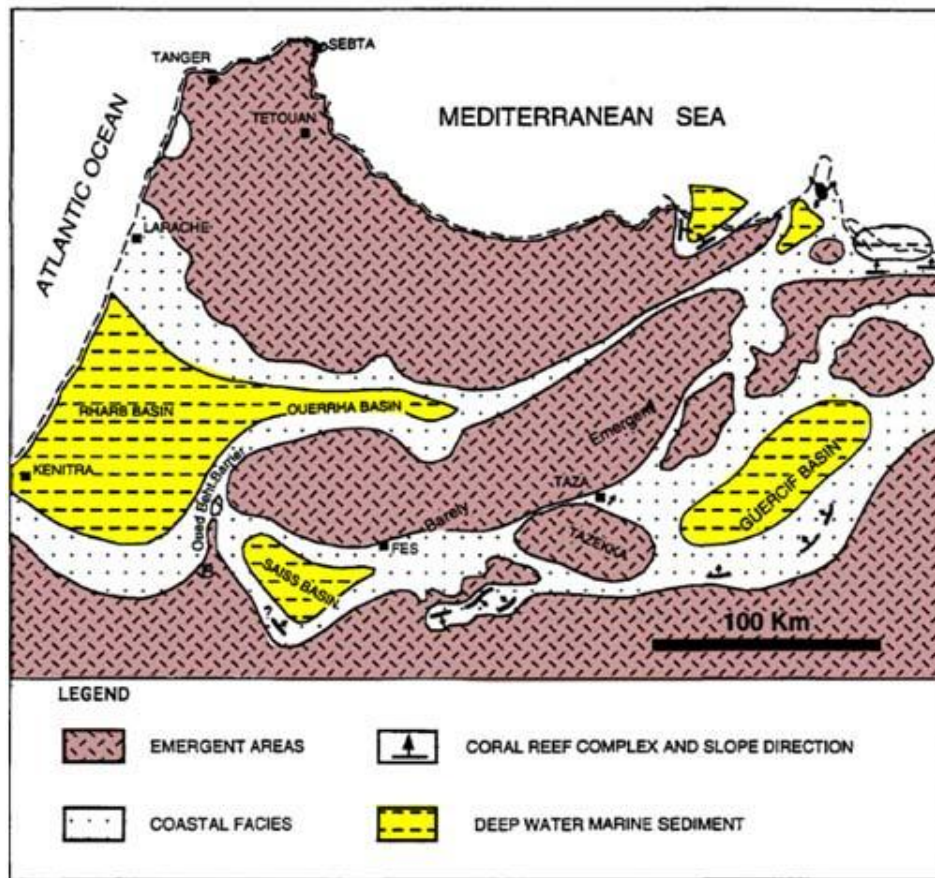 SEBTA
TANGER
TETOUAN
MEDITERRANEAN SEA
ATLANTIC OCEAN
LARACHE
RHARB BASIN
OUERRHA BASIN
KENITRA
Oued Beht Barrier
Barely
Emergent
TAZA
FES
TAZEKKA
GUERCIF BASIN
SAISS BASIN
100 Km
LEGEND
EMERGENT AREAS
CORAL REEF COMPLEX AND SLOPE DIRECTION
COASTAL FACIES
DEEP WATER MARINE SEDIMENT